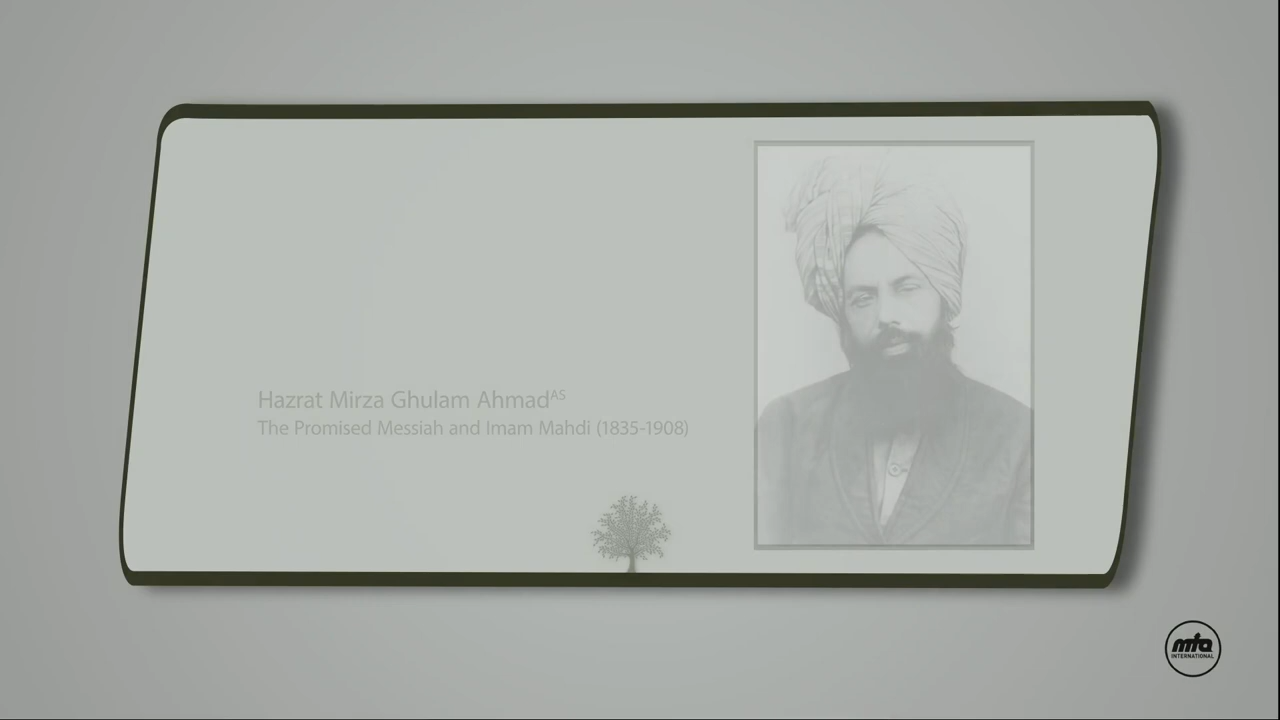 Hazrat Mirza Ghulam Ahmadᴬˢ
The Promised Messiah and Imam Mahdi (1835-1908)
mta
INTERNATIONAL